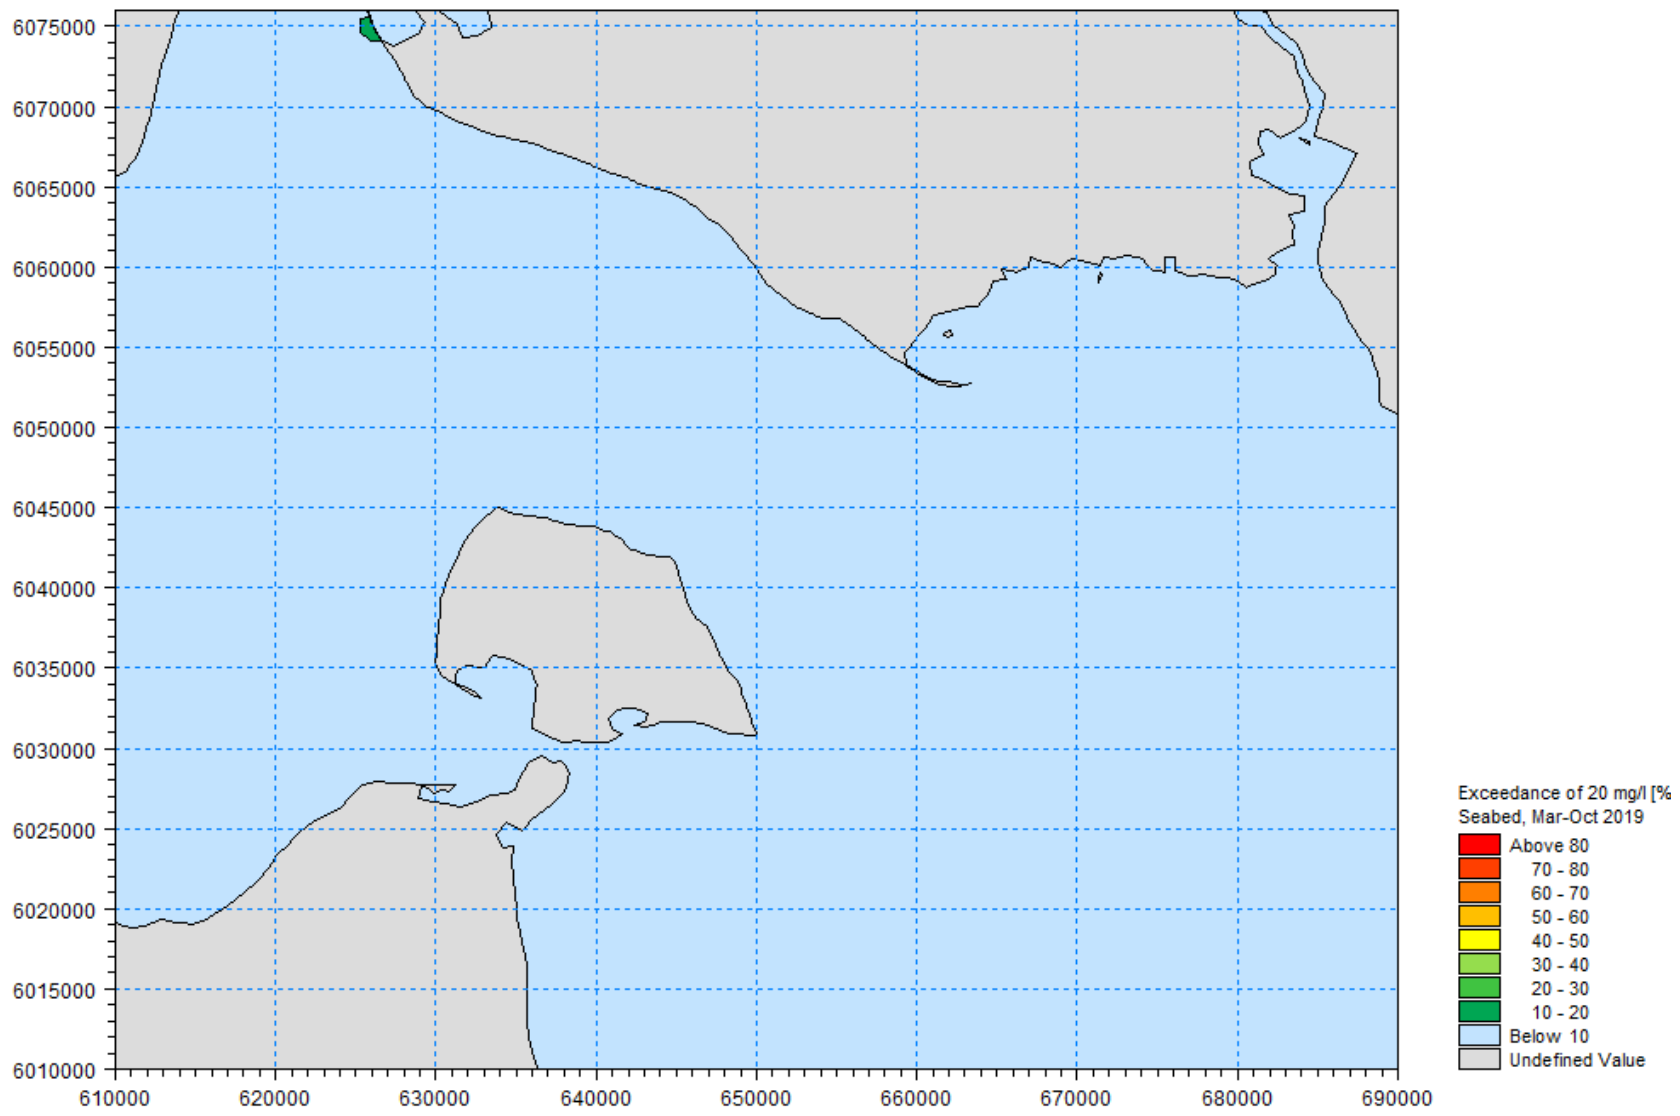 6075000
6070000
6065000
6060000
6055000
6050000
6045000
6040000
6035000
6030000
6025000
6020000
6015000
6010000
610000 620000 630000 640000 650000 660000 670000 680000 690000
Exceedance of 20 mg/l [%
Seabed, Mar-Oct 2019
Above 80
70 - 80
60 - 70
50 - 60
40 - 50
30 - 40
20 - 30
10 - 20
Below 10
Undefined Value